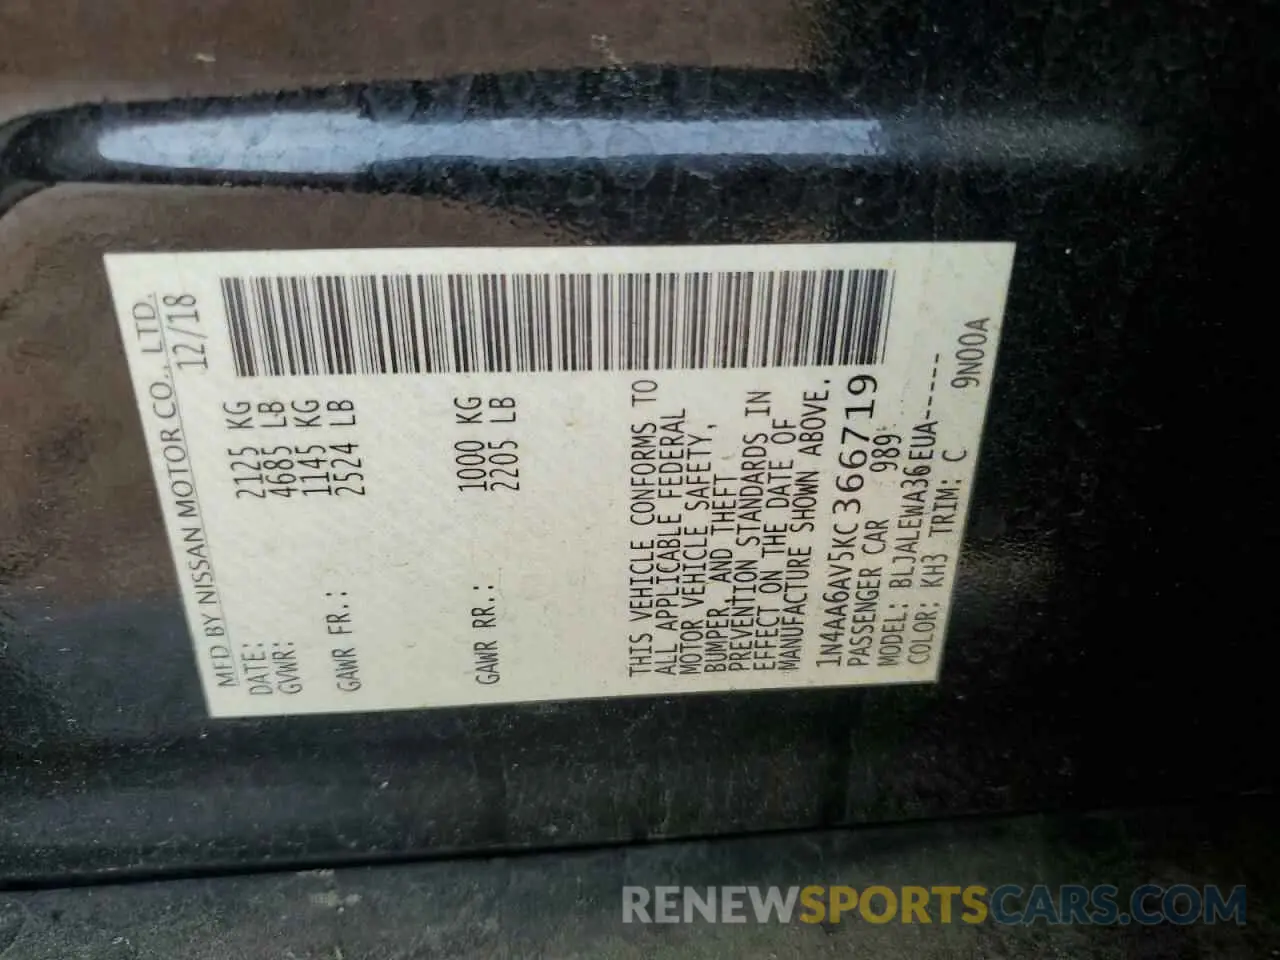 MFD BY NISSAN MOTOR CO., LTD.
DATE: 12/18
GVWR: 2125 KG
4685 LB
GAWR FR.: 1145 KG
2524 LB
GAWR RR.: 1000 KG
2205 LB
THIS VEHICLE CONFORMS TO
ALL APPLICABLE FEDERAL
MOTOR VEHICLE SAFETY,
BUMPER, AND THEFT
PREVENTION STANDARDS IN
EFFECT ON THE DATE OF
MANUFACTURE SHOWN ABOVE.
1N4AA6AV5KC366719
PASSENGER CAR 989
MODEL: BLJALEWA36EUA-----
COLOR: KH3 TRIM: C 9N00A
RENEWSPORTSCARS.COM